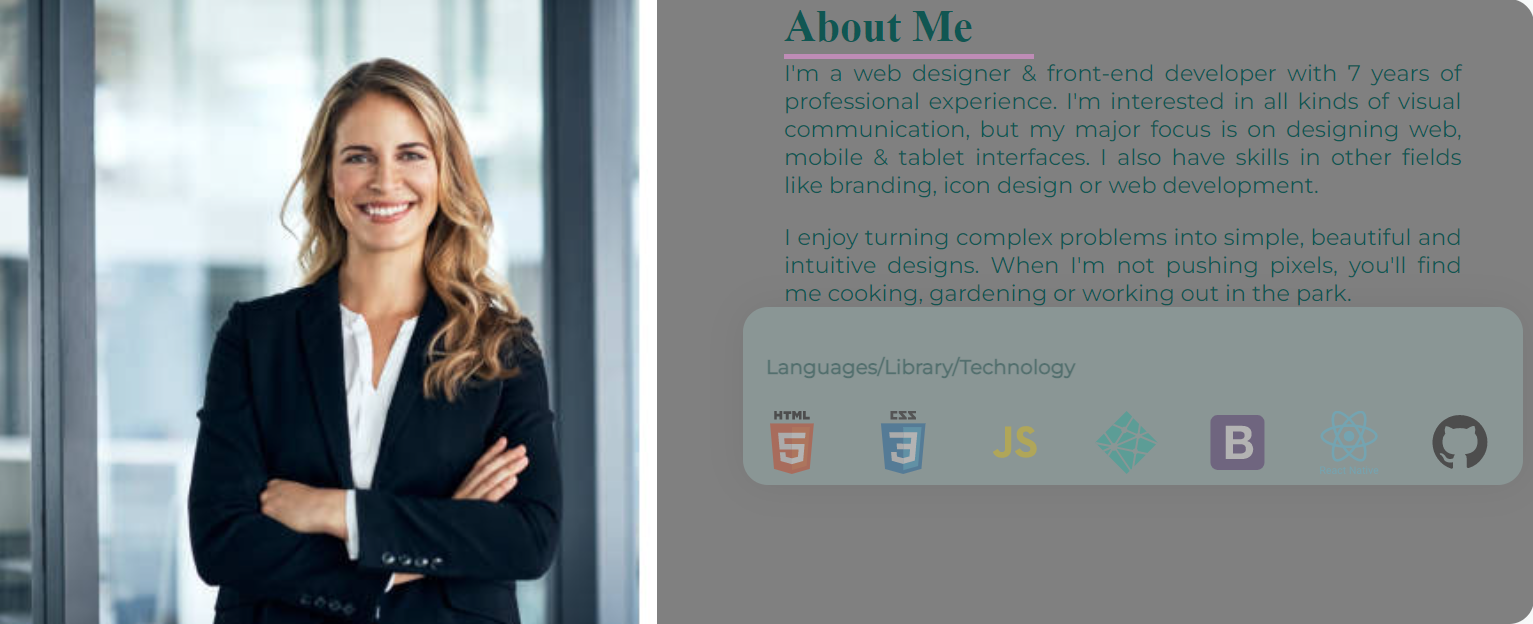 About Me
I'm a web designer & front-end developer with 7 years of
professional experience. I'm interested in all kinds of visual
communication, but my major focus is on designing web,
mobile & tablet interfaces. I also have skills in other fields
like branding, icon design or web development.
I enjoy turning complex problems into simple, beautiful and
intuitive designs. When I'm not pushing pixels, you'll find
me cooking, gardening or working out in the park.
Languages/Library/Technology
HTML CSS
5 3 JS B